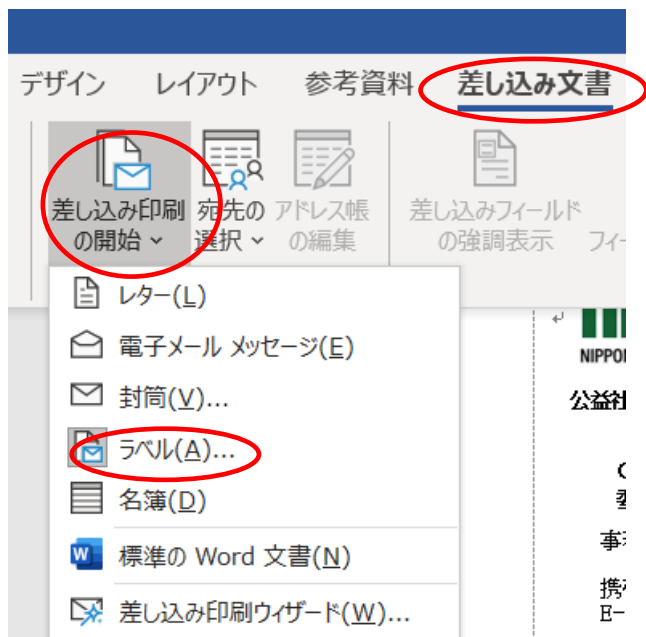 デザイン レイアウト 参考資料 差し込み文書
差し込み印刷
の開始
宛先の
選択
アドレス帳
の編集
差し込みフィールド
の強調表示
レター(L)
電子メール メッセージ(E)
封筒(V)...
ラベル(A)...
名簿(D)
標準の Word 文書(N)
差し込み印刷ウィザード(W)...
公益社
E-